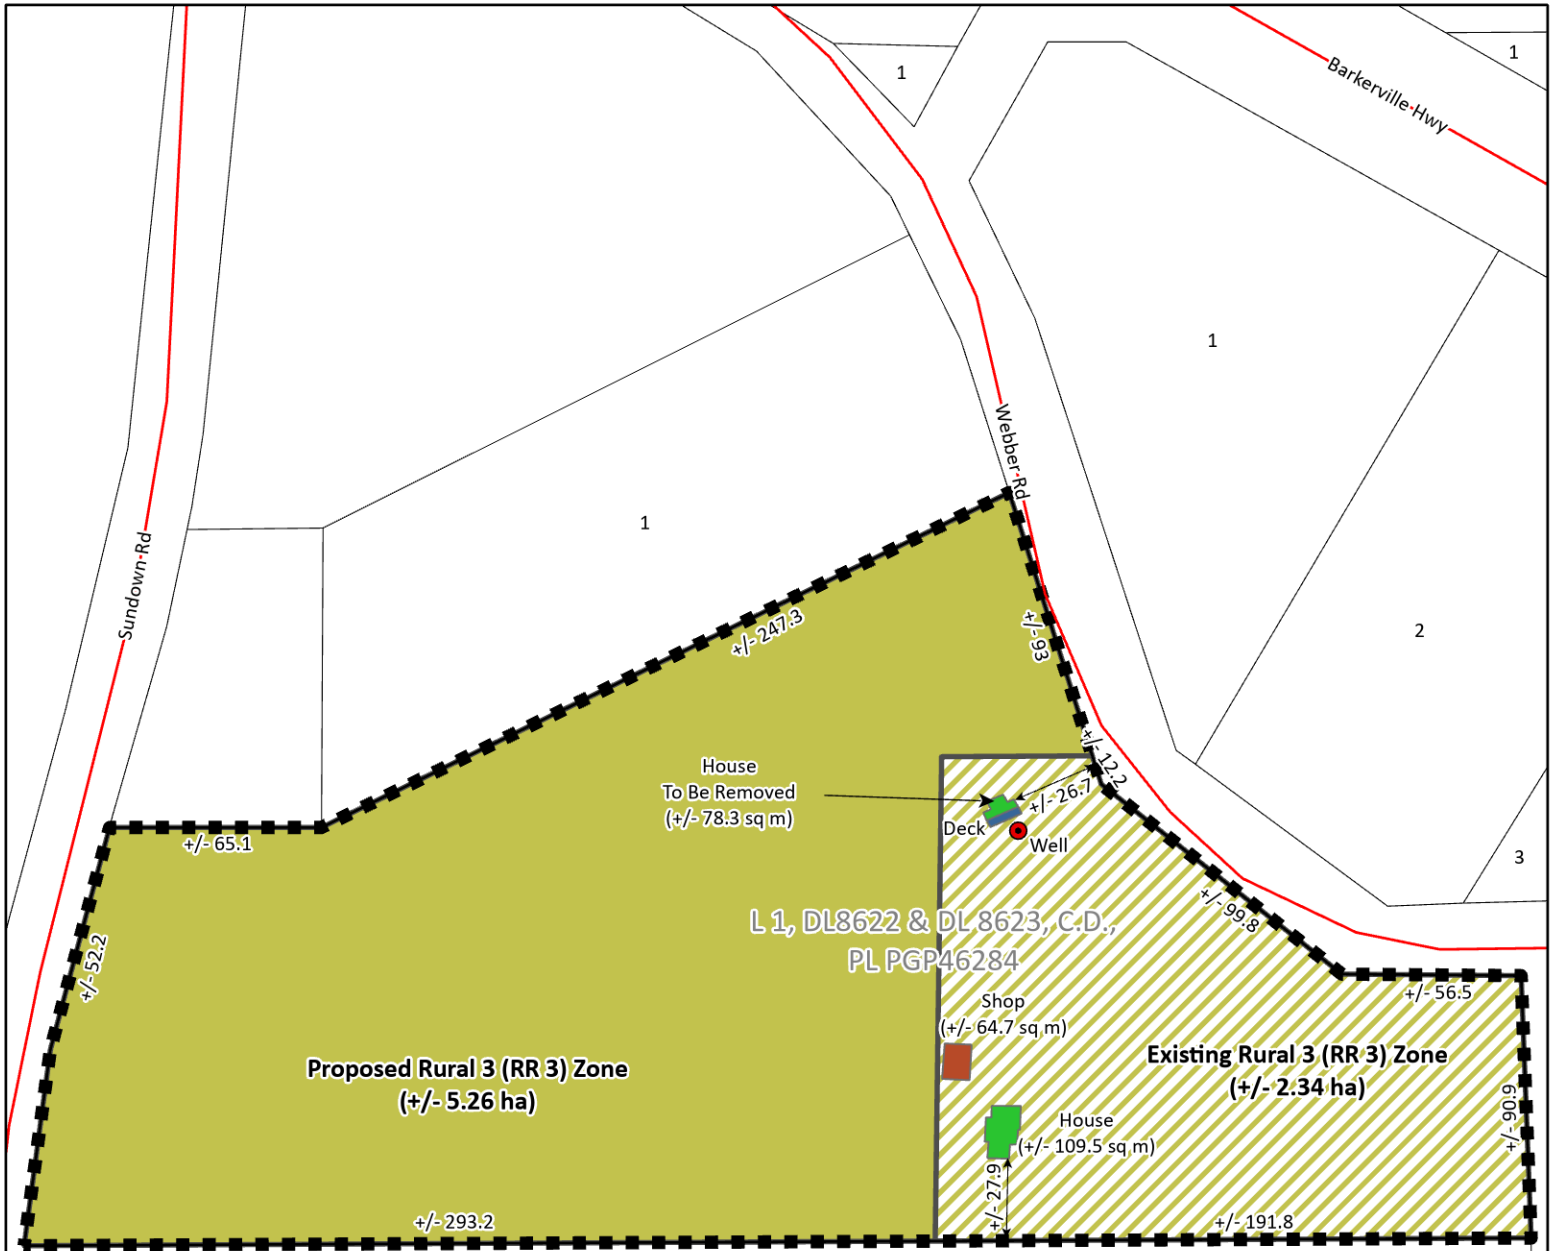 1
Barkerville Hwy
1
1
Webber Rd
1
Sundown Rd
+/- 247.3
+/- 93
2
+/- 12.2
House
To Be Removed
(+/- 78.3 sq m)
+/- 26.7
Deck
Well
+/- 65.1
3
+/- 99.8
L 1, DL8622 & DL 8623, C.D.,
PL PGP46284
+/- 52.2
+/- 56.5
Shop
(+/- 64.7 sq m)
Proposed Rural 3 (RR 3) Zone
(+/- 5.26 ha)
Existing Rural 3 (RR 3) Zone
(+/- 2.34 ha)
House
(+/- 109.5 sq m)
+/- 90.9
+/- 27.9
+/- 293.2
+/- 191.8